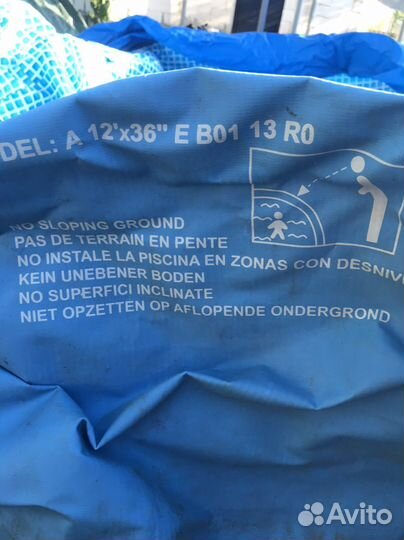 DEL: A 12'x36" E B01 13 R0
NO SLOPING GROUND
PAS DE TERRAIN EN PENTE
NO INSTALE LA PISCINA EN ZONAS CON DESNIV
KEIN UNEBENER BODEN
NO SUPERFICI INCLINATE
NIET OPZETTEN OP AFLOPENDE ONDERGROND
Avito